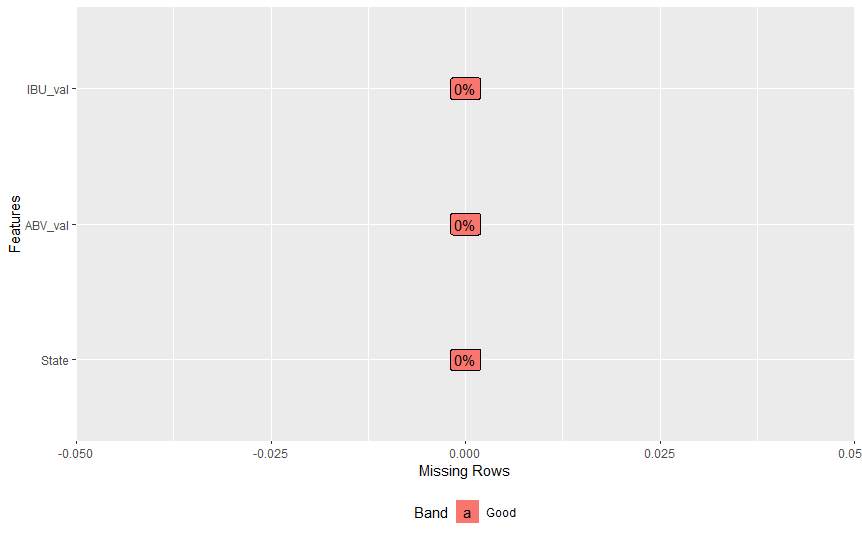 IBU_val
0%
ABV_val
0%
State
0%
Features
-0.050
-0.025
0.000
0.025
0.05
Missing Rows
Band a Good